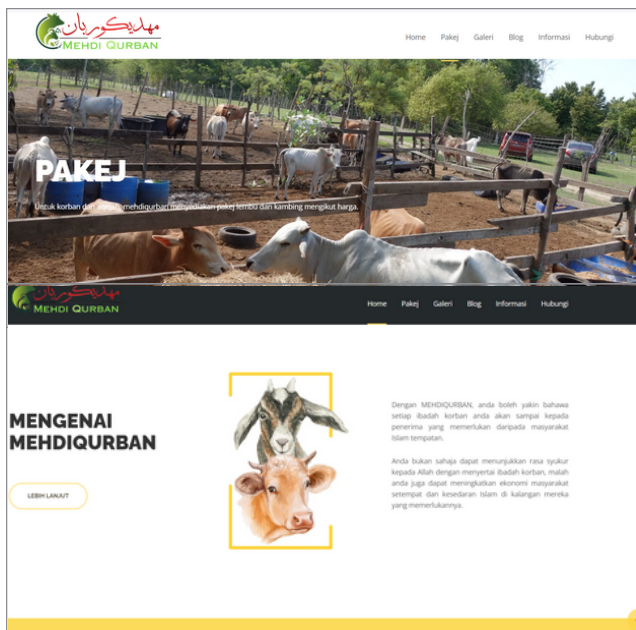 مهديکوربان
MEHDI QURBAN
Home Pakej Galeri Blog Informasi Hubungi
PAKEJ
Untuk korban dan mehdiqurban menyediakan pakej lembu dan kambing mengikut harga.
مهديکوربان
MEHDI QURBAN
Home Pakej Galeri Blog Informasi Hubungi
MENGENAI
MEHDIQURBAN
LEBIH LANJUT
Dengan MEHDIQURBAN, anda boleh yakin bahawa
setiap ibadah korban anda akan sampai kepada
penerima yang memerlukan daripada masyarakat
Islam tempatan.
Anda bukan sahaja dapat menunjukkan rasa syukur
kepada Allah dengan menyertai ibadah korban, malah
anda juga dapat meningkatkan ekonomi masyarakat
setempat dan kesedaran Islam di kalangan mereka
yang memerlukannya.